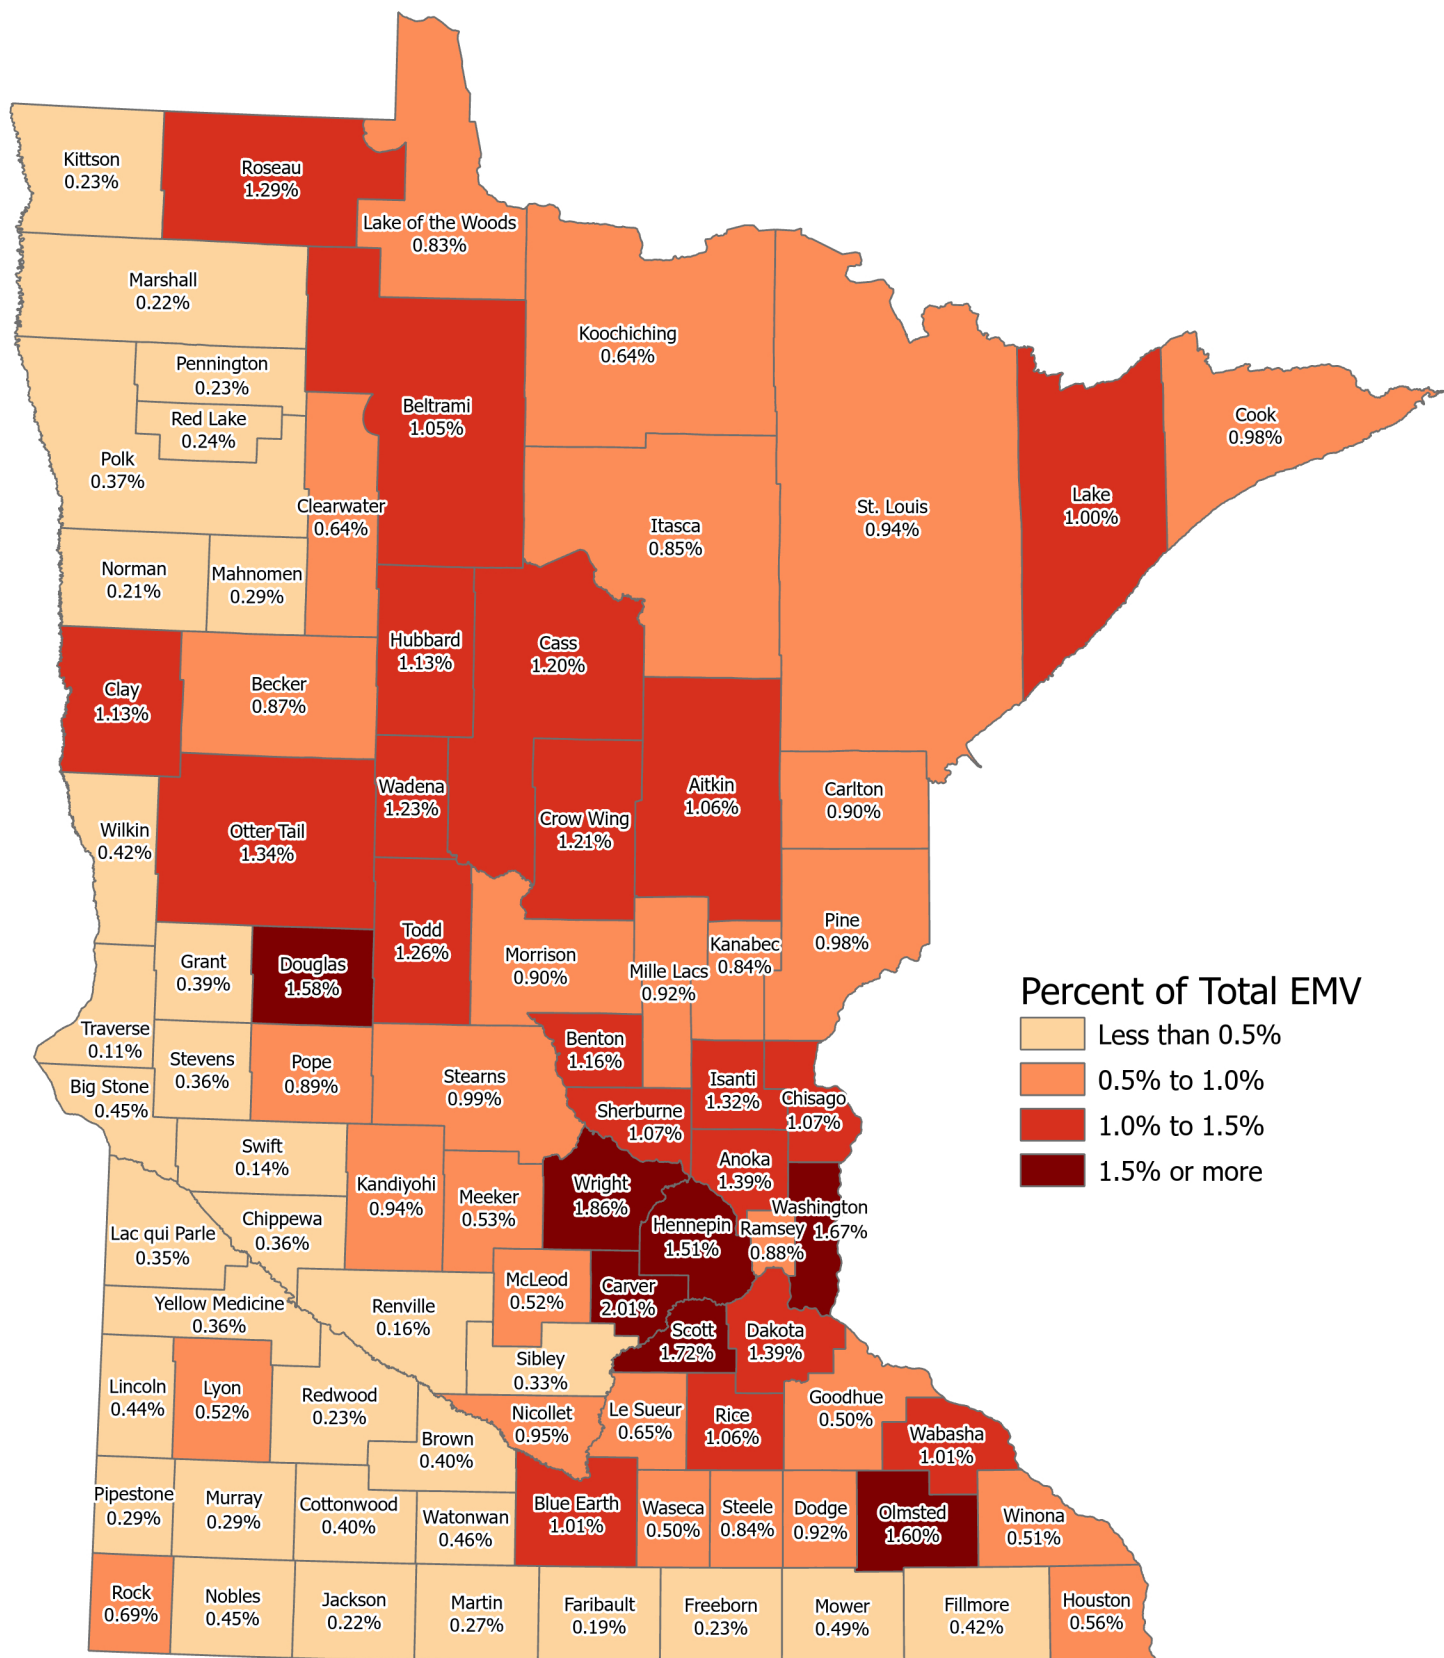 Kittson
0.23%
Roseau
1.29%
Lake of the Woods
0.83%
Marshall
0.22%
Koochiching
0.64%
Pennington
0.23%
Red Lake
0.24%
Beltrami
1.05%
Cook
0.98%
Polk
0.37%
Clearwater
0.64%
Itasca
0.85%
St. Louis
0.94%
Lake
1.00%
Norman
0.21%
Mahnomen
0.29%
Hubbard
1.13%
Cass
1.20%
Clay
1.13%
Becker
0.87%
Wadena
1.23%
Crow Wing
1.21%
Aitkin
1.06%
Carlton
0.90%
Wilkin
0.42%
Otter Tail
1.34%
Todd
1.26%
Morrison
0.90%
Mille Lacs
0.92%
Kanabec
0.84%
Pine
0.98%
Grant
0.39%
Douglas
1.58%
Traverse
0.11%
Stevens
0.36%
Pope
0.89%
Stearns
0.99%
Benton
1.16%
Isanti
1.32%
Chisago
1.07%
Big Stone
0.45%
Sherburne
1.07%
Swift
0.14%
Kandiyohi
0.94%
Meeker
0.53%
Wright
1.86%
Anoka
1.39%
Hennepin
1.51%
Ramsey
0.88%
Washington
1.67%
Lac qui Parle
0.35%
Chippewa
0.36%
Yellow Medicine
0.36%
Renville
0.16%
McLeod
0.52%
Carver
2.01%
Scott
1.72%
Dakota
1.39%
Sibley
0.33%
Lincoln
0.44%
Lyon
0.52%
Redwood
0.23%
Nicollet
0.95%
Le Sueur
0.65%
Rice
1.06%
Goodhue
0.50%
Wabasha
1.01%
Brown
0.40%
Pipestone
0.29%
Murray
0.29%
Cottonwood
0.40%
Watonwan
0.46%
Blue Earth
1.01%
Waseca
0.50%
Steele
0.84%
Dodge
0.92%
Olmsted
1.60%
Winona
0.51%
Rock
0.69%
Nobles
0.45%
Jackson
0.22%
Martin
0.27%
Faribault
0.19%
Freeborn
0.23%
Mower
0.49%
Fillmore
0.42%
Houston
0.56%
Percent of Total EMV
Less than 0.5%
0.5% to 1.0%
1.0% to 1.5%
1.5% or more